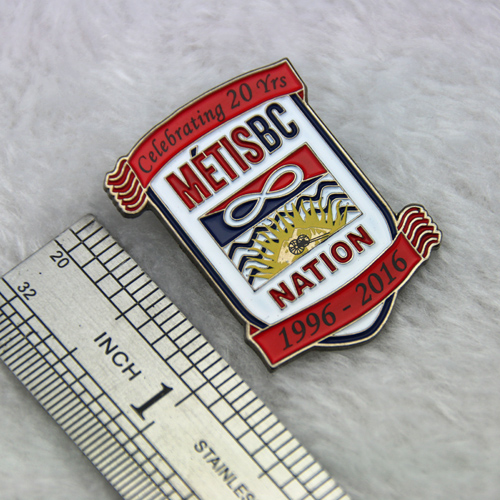 Celebrating 20 Yrs
MÉTISBC
NATION
1996 - 2016
20
32
INCH 1
STAINLES